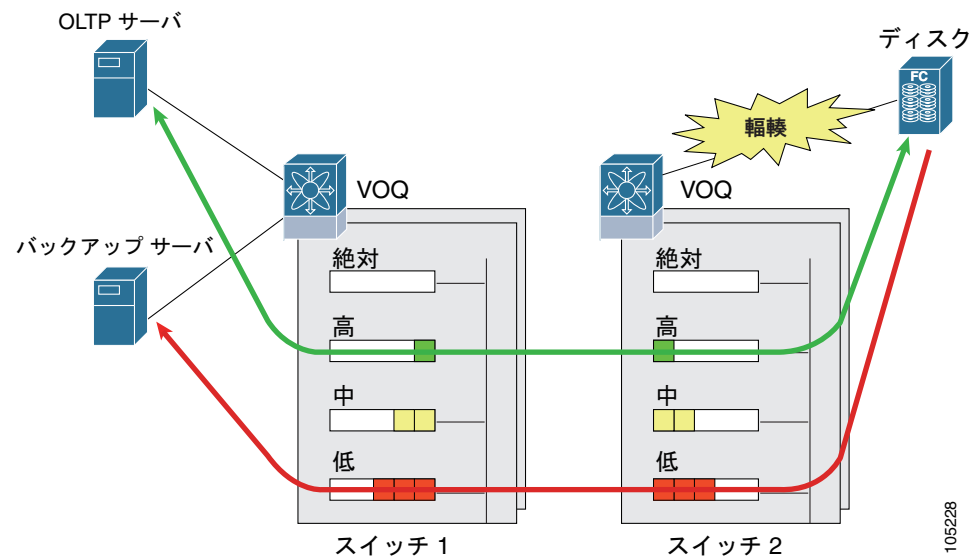 OLTP サーバ
ディスク
FC
輻輳
VOQ
VOQ
バックアップ サーバ
絶対
絶対
高
高
中
中
低
低
スイッチ 1
スイッチ 2
105228